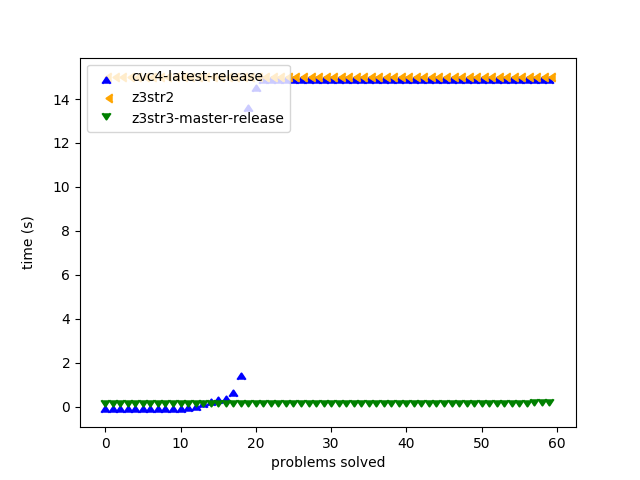 cvc4-latest-release
z3str2
z3str3-master-release
14
12
10
8
6
4
2
0
time (s)
0 10 20 30 40 50 60
problems solved